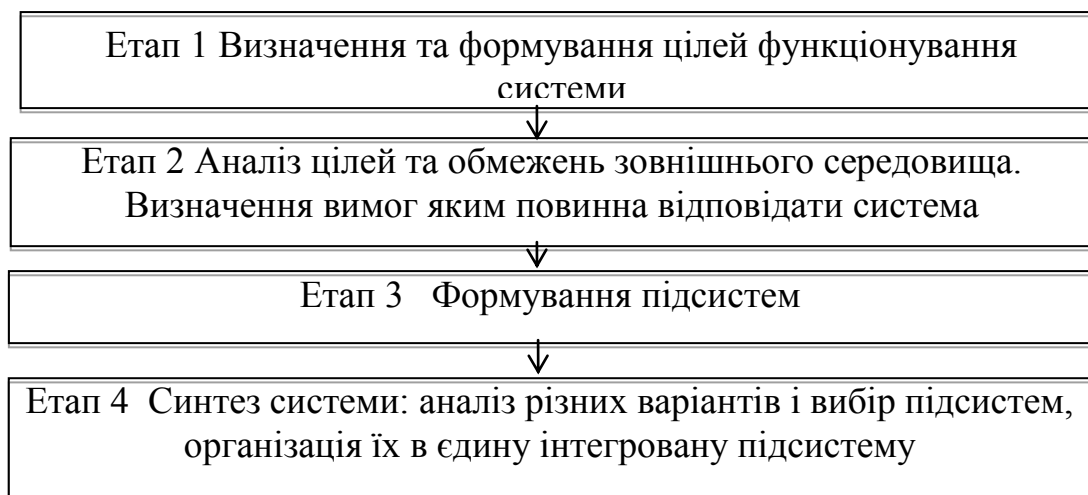 Етап 1 Визначення та формування цілей функціонування
системи
Етап 2 Аналіз цілей та обмежень зовнішнього середовища.
Визначення вимог яким повинна відповідати система
Етап 3 Формування підсистем
Етап 4 Синтез системи: аналіз різних варіантів і вибір підсистем,
організація їх в єдину інтегровану підсистему